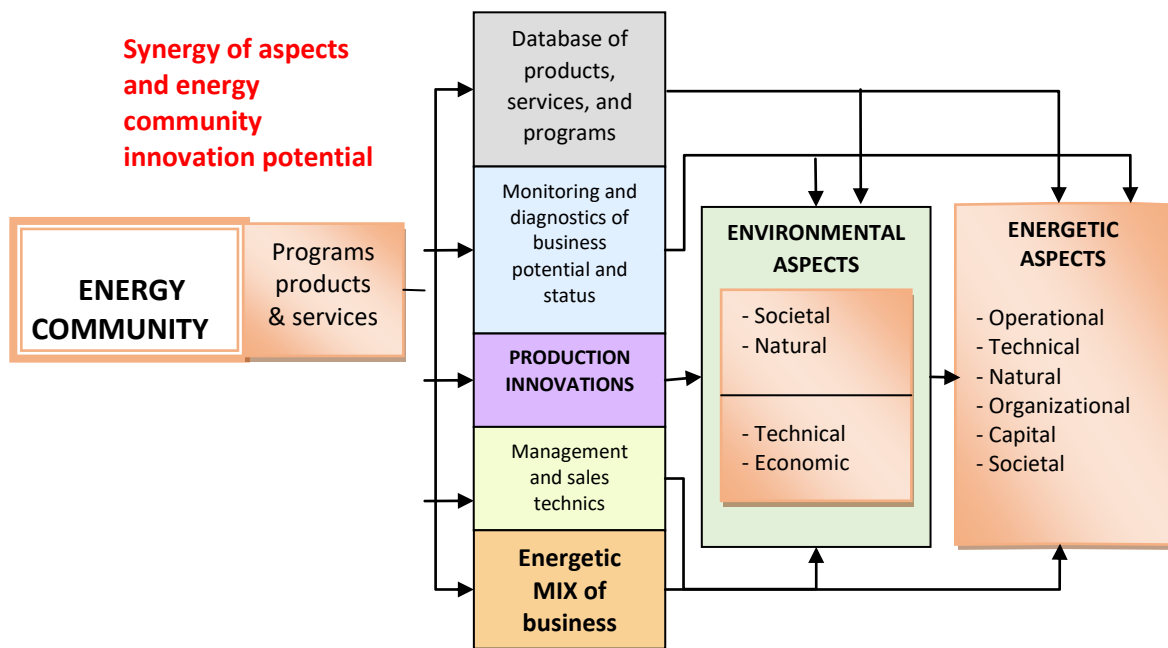 Synergy of aspects
and energy
community
innovation potential
ENERGY
COMMUNITY
Programs
products
& services
Database of
products,
services, and
programs
Monitoring and
diagnostics of
business
potential and
status
PRODUCTION
INNOVATIONS
Management
and sales
technics
Energetic
MIX of
business
ENVIRONMENTAL
ASPECTS
- Societal
- Natural
- Technical
- Economic
ENERGETIC
ASPECTS
- Operational
- Technical
- Natural
- Organizational
- Capital
- Societal